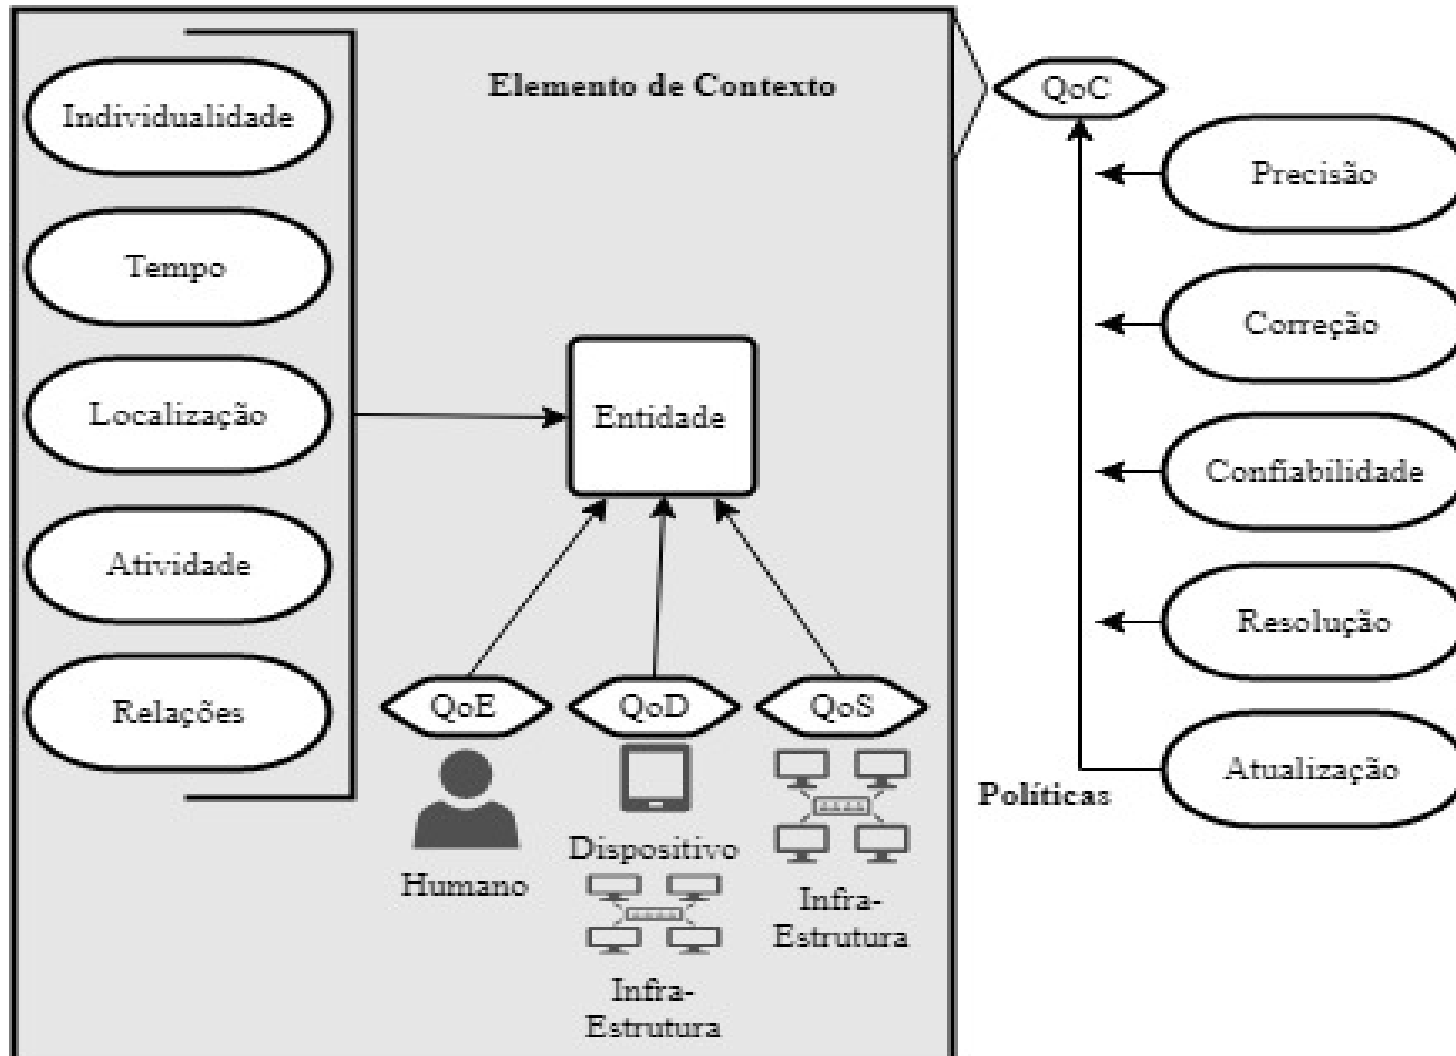 Elemento de Contexto
QoC
Individualidade
Tempo
Localização
Atividade
Relações
Entidade
QoE
QoD
QoS
Humano
Dispositivo
Infra-
Estrutura
Infra-
Estrutura
Precisão
Correção
Confiabilidade
Resolução
Atualização
Políticas